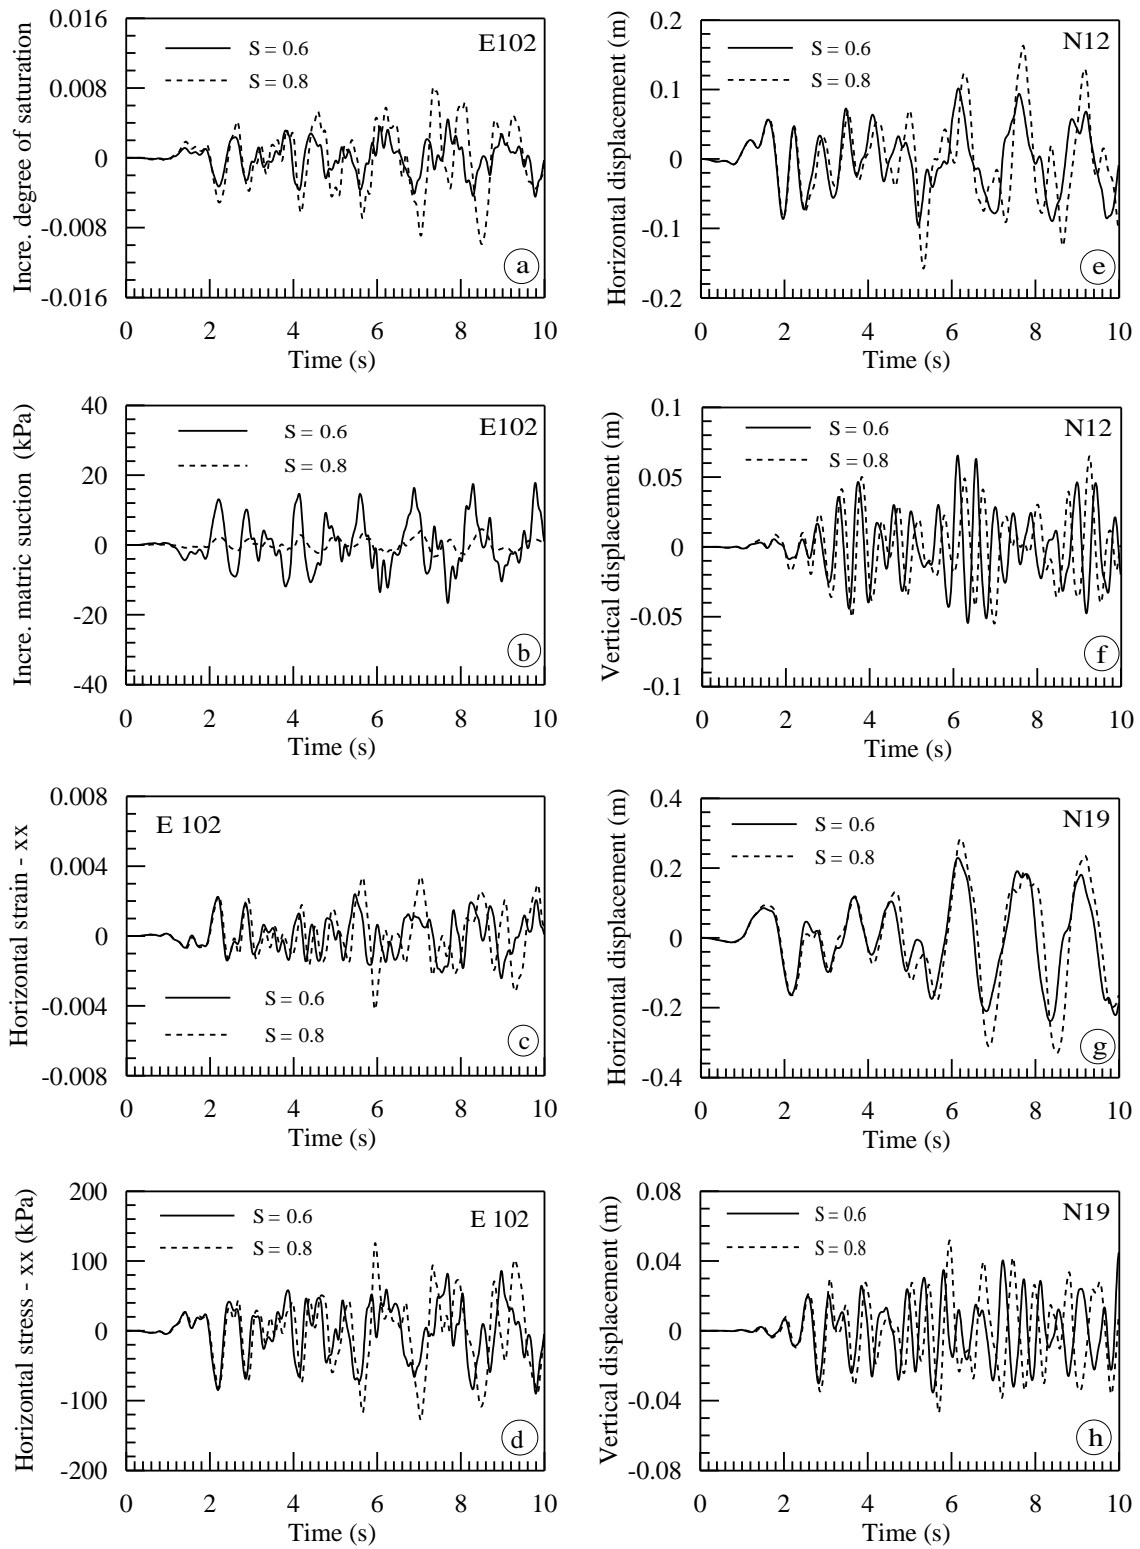 Incre. degree of saturation
0.016
0.008
0
-0.008
-0.016
S = 0.6
S = 0.8
E102
a
0 2 4 6 8 10
Time (s)
Horizontal displacement (m)
0.2
0.1
0
-0.1
-0.2
S = 0.6
S = 0.8
N12
e
0 2 4 6 8 10
Time (s)
Incre. matric suction (kPa)
40
20
0
-20
-40
S = 0.6
S = 0.8
E102
b
0 2 4 6 8 10
Time (s)
Vertical displacement (m)
0.1
0.05
0
-0.05
-0.1
S = 0.6
S = 0.8
N12
f
0 2 4 6 8 10
Time (s)
Horizontal strain - xx
0.008
0.004
0
-0.004
-0.008
E 102
S = 0.6
S = 0.8
c
0 2 4 6 8 10
Time (s)
Horizontal displacement (m)
0.4
0.2
0
-0.2
-0.4
S = 0.6
S = 0.8
N19
g
0 2 4 6 8 10
Time (s)
Horizontal stress - xx (kPa)
200
100
0
-100
-200
S = 0.6
S = 0.8
E 102
d
0 2 4 6 8 10
Time (s)
Vertical displacement (m)
0.08
0.04
0
-0.04
-0.08
S = 0.6
S = 0.8
N19
h
0 2 4 6 8 10
Time (s)